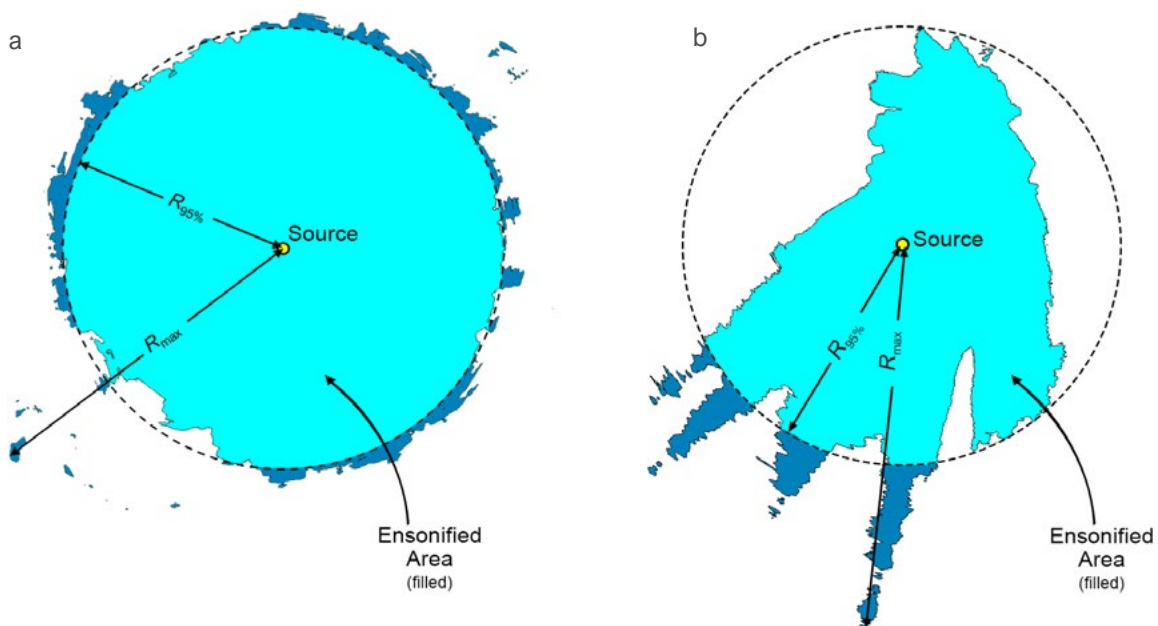 a
R95%
Source
Rmax
Ensonified
Area
(filled)
b
Source
R95%
Rmax
Ensonified
Area
(filled)